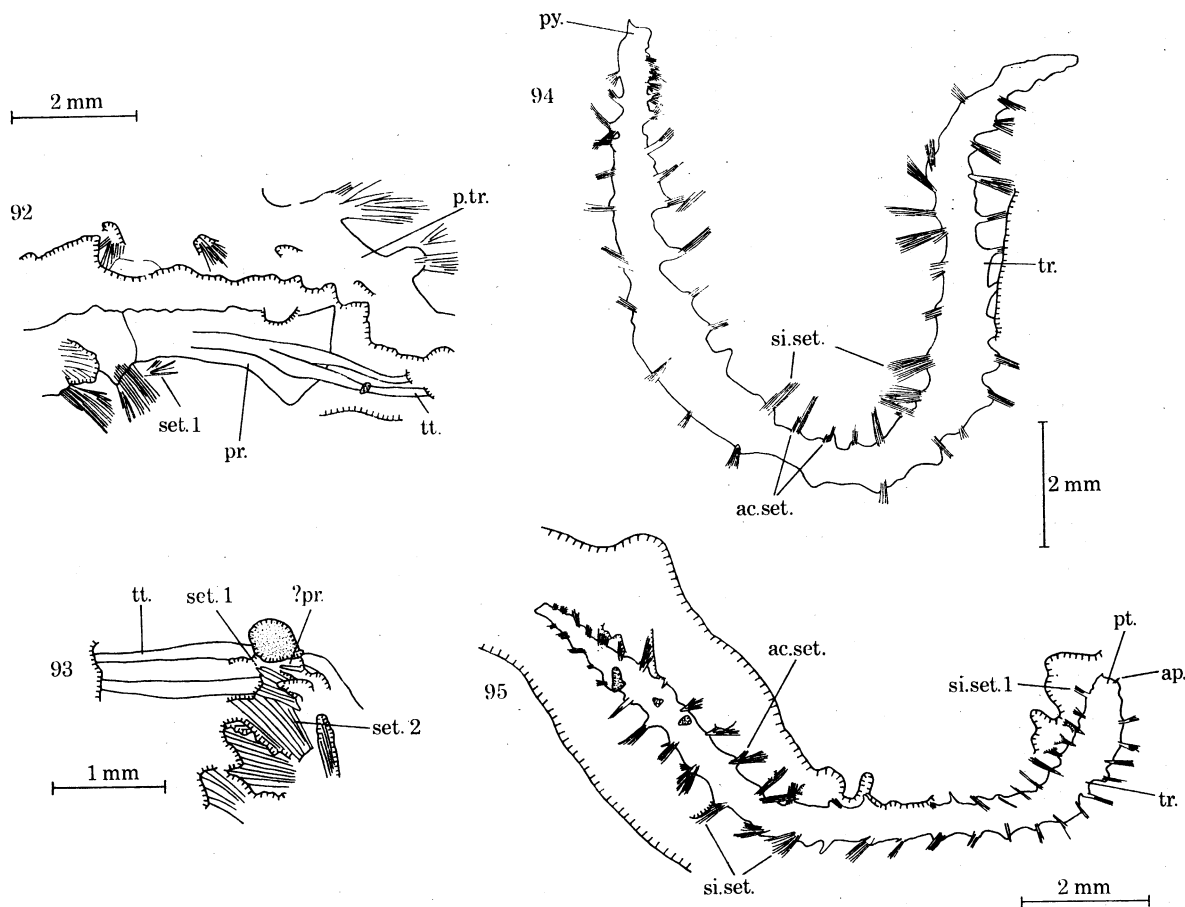 2 mm
92
p.tr.
set.1
pr.
tt.
py.
94
tr.
si.set.
ac.set.
2 mm
tt.
set.1
?pr.
93
set.2
1 mm
95
ac.set.
si.set.
si.set.1
pt.
ap.
tr.
2 mm